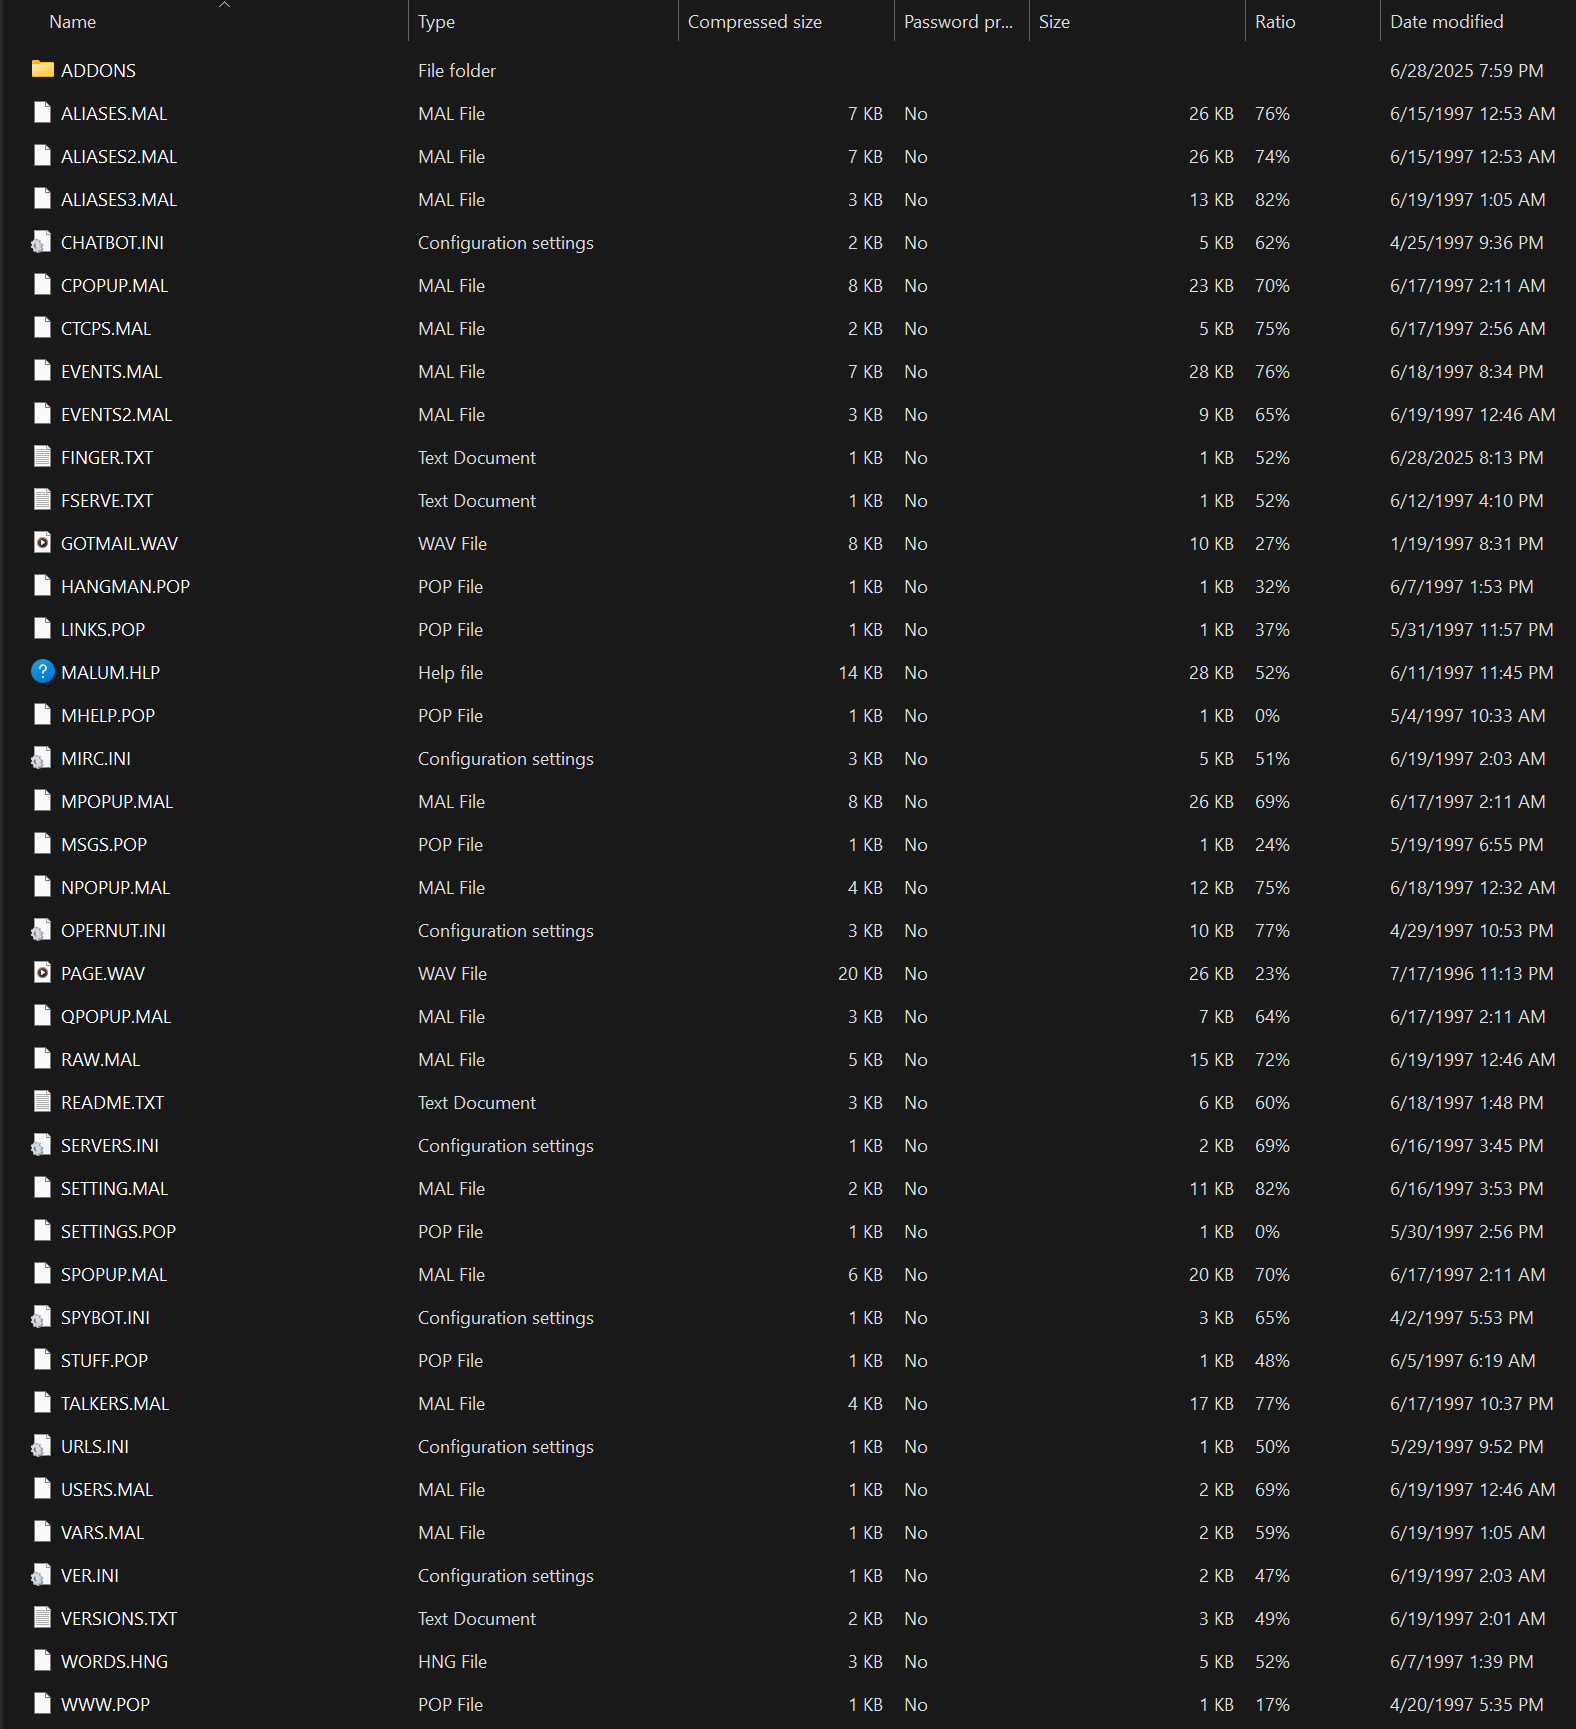 Name Type Compressed size Password pr... Size Ratio Date modified
ADDONS File folder 6/28/2025 7:59 PM
ALIASES.MAL MAL File 7 KB No 26 KB 76% 6/15/1997 12:53 AM
ALIASES2.MAL MAL File 7 KB No 26 KB 74% 6/15/1997 12:53 AM
ALIASES3.MAL MAL File 3 KB No 13 KB 82% 6/19/1997 1:05 AM
CHATBOT.INI Configuration settings 2 KB No 5 KB 62% 4/25/1997 9:36 PM
CPOPUP.MAL MAL File 8 KB No 23 KB 70% 6/17/1997 2:11 AM
CTCPS.MAL MAL File 2 KB No 5 KB 75% 6/17/1997 2:56 AM
EVENTS.MAL MAL File 7 KB No 28 KB 76% 6/18/1997 8:34 PM
EVENTS2.MAL MAL File 3 KB No 9 KB 65% 6/19/1997 12:46 AM
FINGER.TXT Text Document 1 KB No 1 KB 52% 6/28/2025 8:13 PM
FSERVE.TXT Text Document 1 KB No 1 KB 52% 6/12/1997 4:10 PM
GOTMAIL.WAV WAV File 8 KB No 10 KB 27% 1/19/1997 8:31 PM
HANGMAN.POP POP File 1 KB No 1 KB 32% 6/7/1997 1:53 PM
LINKS.POP POP File 1 KB No 1 KB 37% 5/31/1997 11:57 PM
MALUM.HLP Help file 14 KB No 28 KB 52% 6/11/1997 11:45 PM
MHELP.POP POP File 1 KB No 1 KB 0% 5/4/1997 10:33 AM
MIRC.INI Configuration settings 3 KB No 5 KB 51% 6/19/1997 2:03 AM
MPOPUP.MAL MAL File 8 KB No 26 KB 69% 6/17/1997 2:11 AM
MSGS.POP POP File 1 KB No 1 KB 24% 5/19/1997 6:55 PM
NPOPUP.MAL MAL File 4 KB No 12 KB 75% 6/18/1997 12:32 AM
OPERNUT.INI Configuration settings 3 KB No 10 KB 77% 4/29/1997 10:53 PM
PAGE.WAV WAV File 20 KB No 26 KB 23% 7/17/1996 11:13 PM
QPOPUP.MAL MAL File 3 KB No 7 KB 64% 6/17/1997 2:11 AM
RAW.MAL MAL File 5 KB No 15 KB 72% 6/19/1997 12:46 AM
README.TXT Text Document 3 KB No 6 KB 60% 6/18/1997 1:48 PM
SERVERS.INI Configuration settings 1 KB No 2 KB 69% 6/16/1997 3:45 PM
SETTING.MAL MAL File 2 KB No 11 KB 82% 6/16/1997 3:53 PM
SETTINGS.POP POP File 1 KB No 1 KB 0% 5/30/1997 2:56 PM
SPOPUP.MAL MAL File 6 KB No 20 KB 70% 6/17/1997 2:11 AM
SPYBOT.INI Configuration settings 1 KB No 3 KB 65% 4/2/1997 5:53 PM
STUFF.POP POP File 1 KB No 1 KB 48% 6/5/1997 6:19 AM
TALKERS.MAL MAL File 4 KB No 17 KB 77% 6/17/1997 10:37 PM
URLS.INI Configuration settings 1 KB No 1 KB 50% 5/29/1997 9:52 PM
USERS.MAL MAL File 1 KB No 2 KB 69% 6/19/1997 12:46 AM
VARS.MAL MAL File 1 KB No 2 KB 59% 6/19/1997 1:05 AM
VER.INI Configuration settings 1 KB No 2 KB 47% 6/19/1997 2:03 AM
VERSIONS.TXT Text Document 2 KB No 3 KB 49% 6/19/1997 2:01 AM
WORDS.HNG HNG File 3 KB No 5 KB 52% 6/7/1997 1:39 PM
WWW.POP POP File 1 KB No 1 KB 17% 4/20/1997 5:35 PM